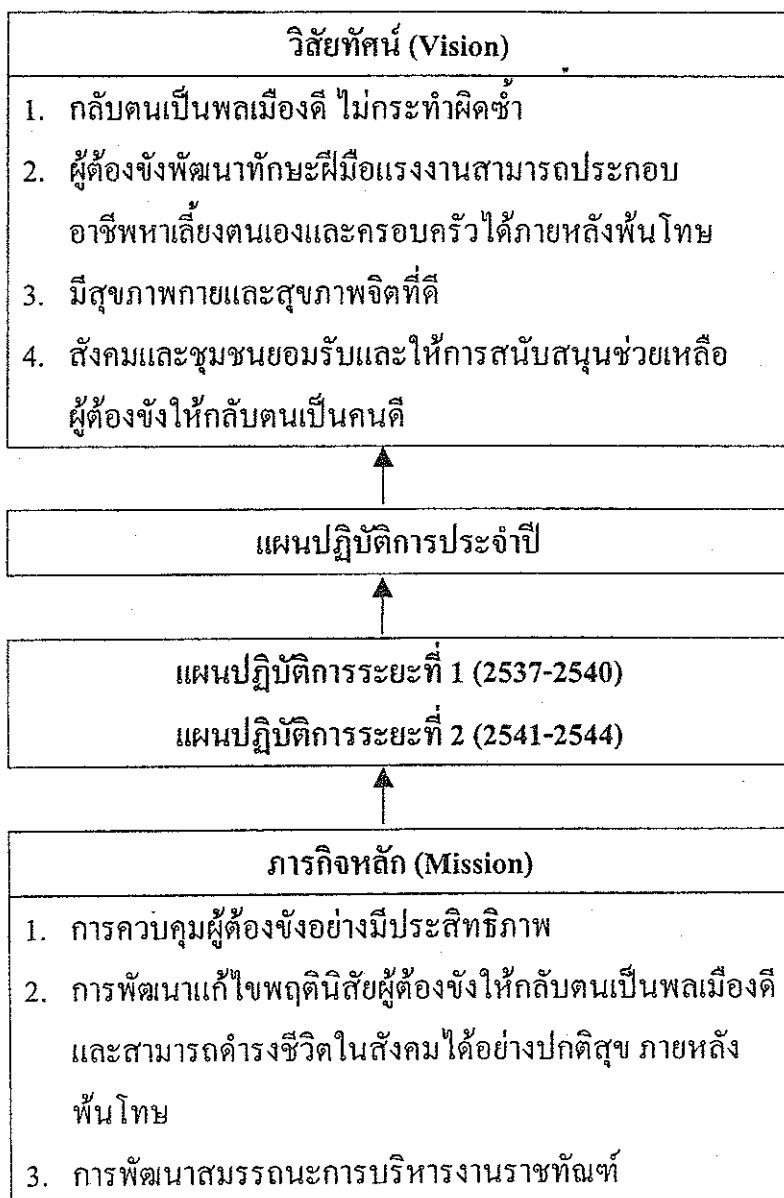 วิสัยทัศน์ (Vision)
1. กลับตนเป็นพลเมืองดี ไม่กระทำผิดซ้ำ
2. ผู้ต้องขังพัฒนาทักษะฝีมือแรงงานสามารถประกอบ
อาชีพหาเลี้ยงตนเองและครอบครัวได้ภายหลังพ้นโทษ
3. มีสุขภาพกายและสุขภาพจิตที่ดี
4. สังคมและชุมชนยอมรับและให้การสนับสนุนช่วยเหลือ
ผู้ต้องขังให้กลับตนเป็นคนดี
แผนปฏิบัติการประจำปี
แผนปฏิบัติการระยะที่ 1 (2537-2540)
แผนปฏิบัติการระยะที่ 2 (2541-2544)
ภารกิจหลัก (Mission)
1. การควบคุมผู้ต้องขังอย่างมีประสิทธิภาพ
2. การพัฒนาแก้ไขพฤตินิสัยผู้ต้องขังให้กลับตนเป็นพลเมืองดี
และสามารถดำรงชีวิตในสังคมได้อย่างปกติสุข ภายหลัง
พ้นโทษ
3. การพัฒนาสมรรถนะการบริหารงานราชทัณฑ์